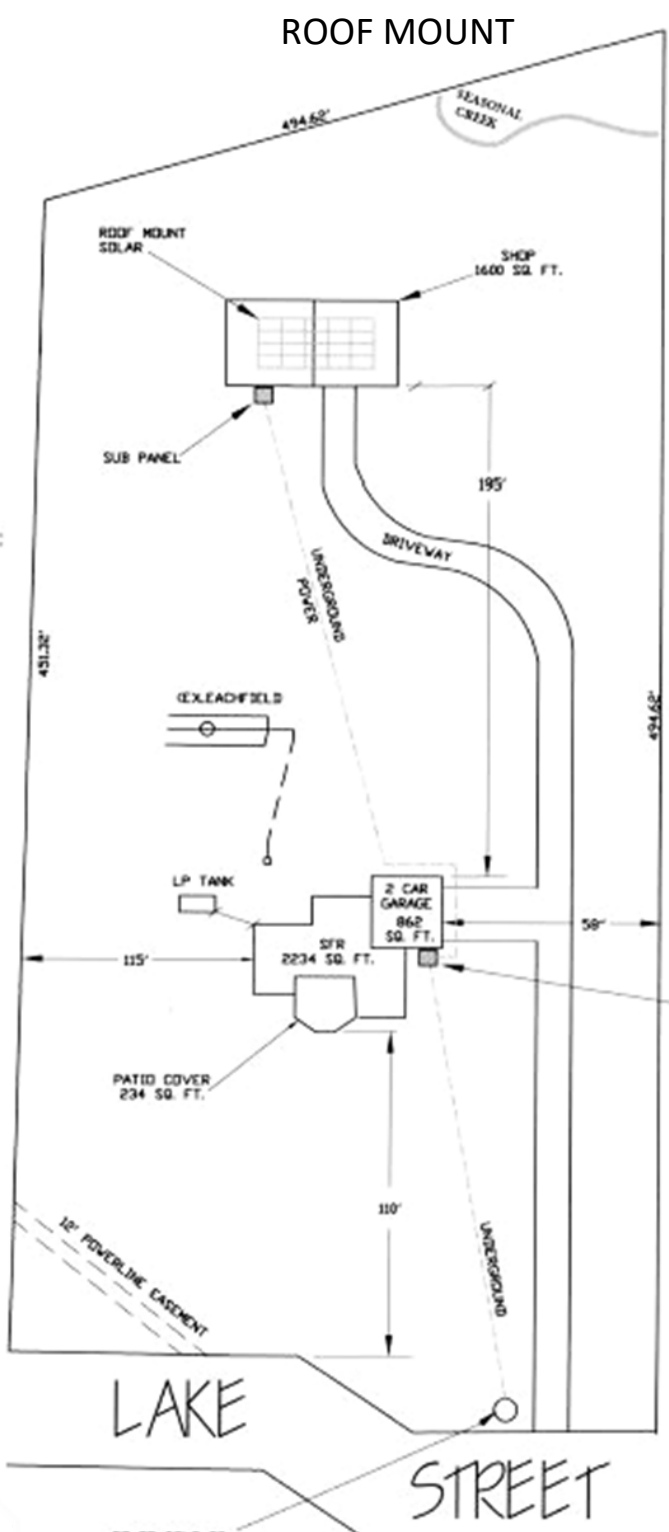 ROOF MOUNT
SEASONAL
CREEK
494.62'
ROOF MOUNT
SOLAR
SHOP
1600 SQ. FT.
SUB PANEL
195'
DRIVEWAY
UNDERGROUND
POWER
451.32'
494.62'
(E)LEACHFIELD
LP TANK
2 CAR
GARAGE
862
SQ. FT.
58'
SFR
2234 SQ. FT.
115'
PATIO COVER
234 SQ. FT.
110'
12' POWERLINE EASEMENT
UNDERGROUND
LAKE
STREET